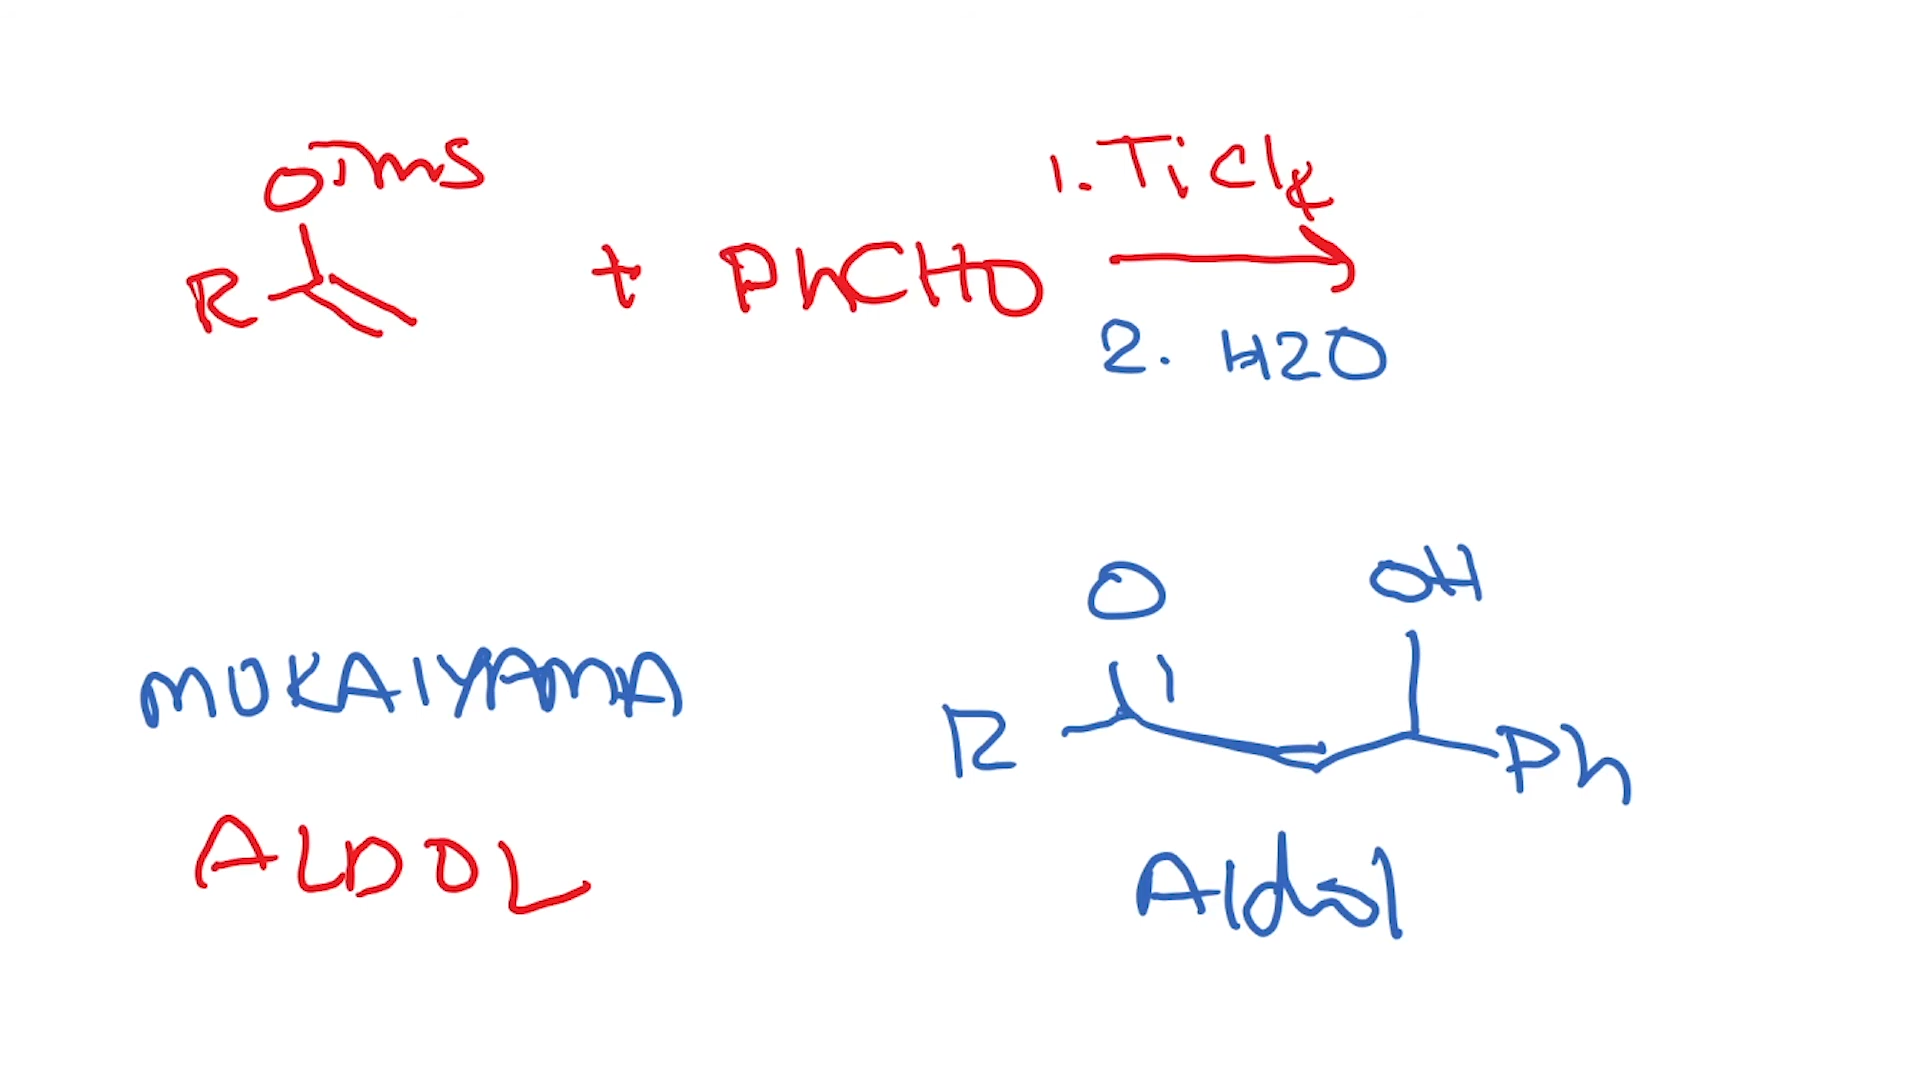 OTMS
1. TiCl4
R + PhCHO
2. H2O
O OH
MUKAIYAMA
R Ph
ALDOL
Aldol